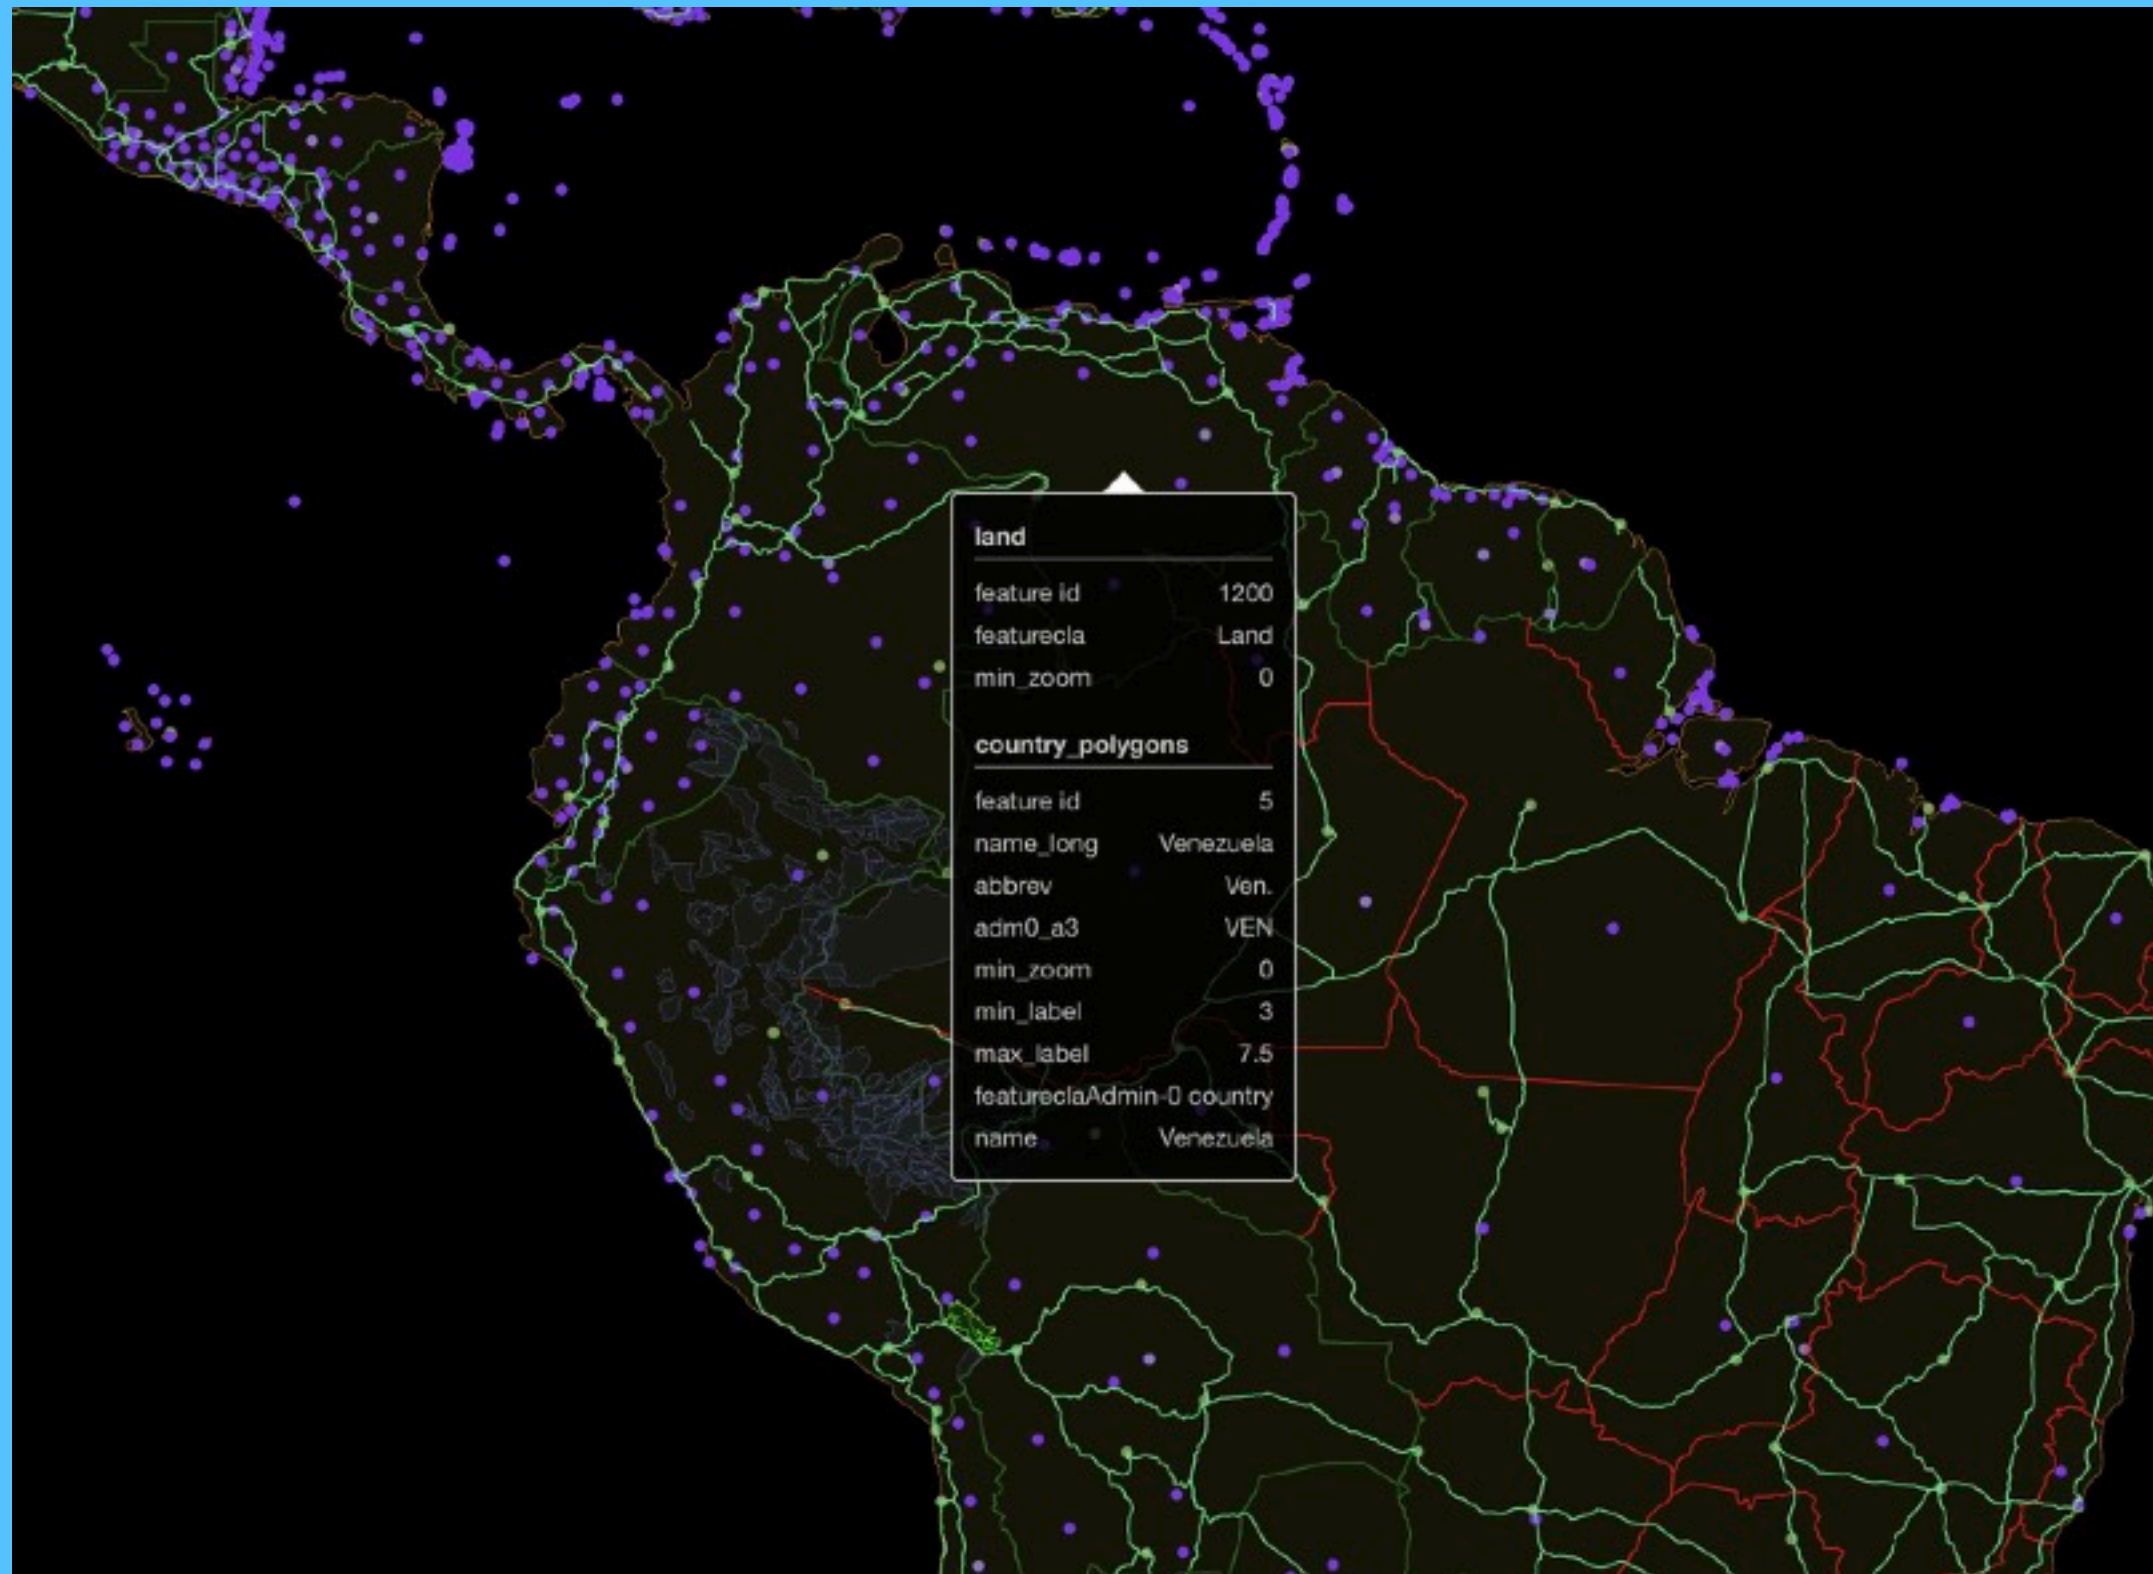 land
feature id 1200
featurecla Land
min_zoom 0
country_polygons
feature id 5
name_long Venezuela
abbrev Ven.
adm0_a3 VEN
min_zoom 0
min_label 3
max_label 7.5
featureclaAdmin-0 country
name Venezuela